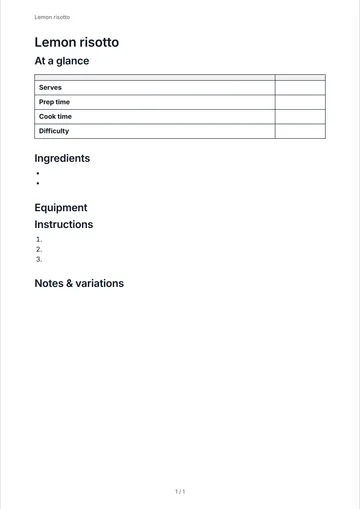 Lemon risotto
Lemon risotto
At a glance
Serves
Prep time
Cook time
Difficulty
Ingredients
•
•
Equipment
Instructions
1.
2.
3.
Notes & variations
1 / 1